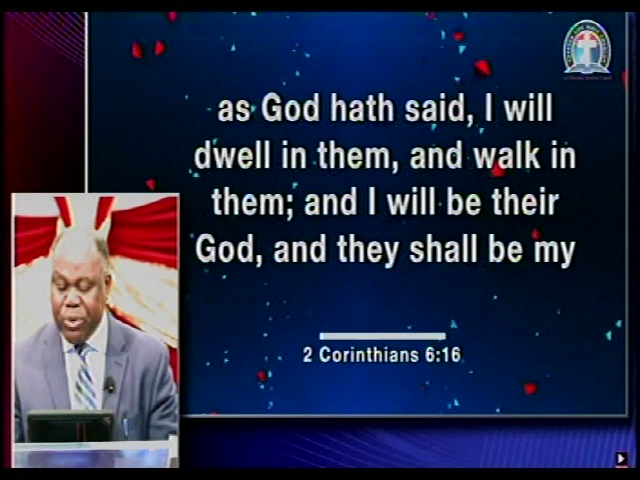 as God hath said, I will
dwell in them, and walk in
them; and I will be their
God, and they shall be my
2 Corinthians 6:16